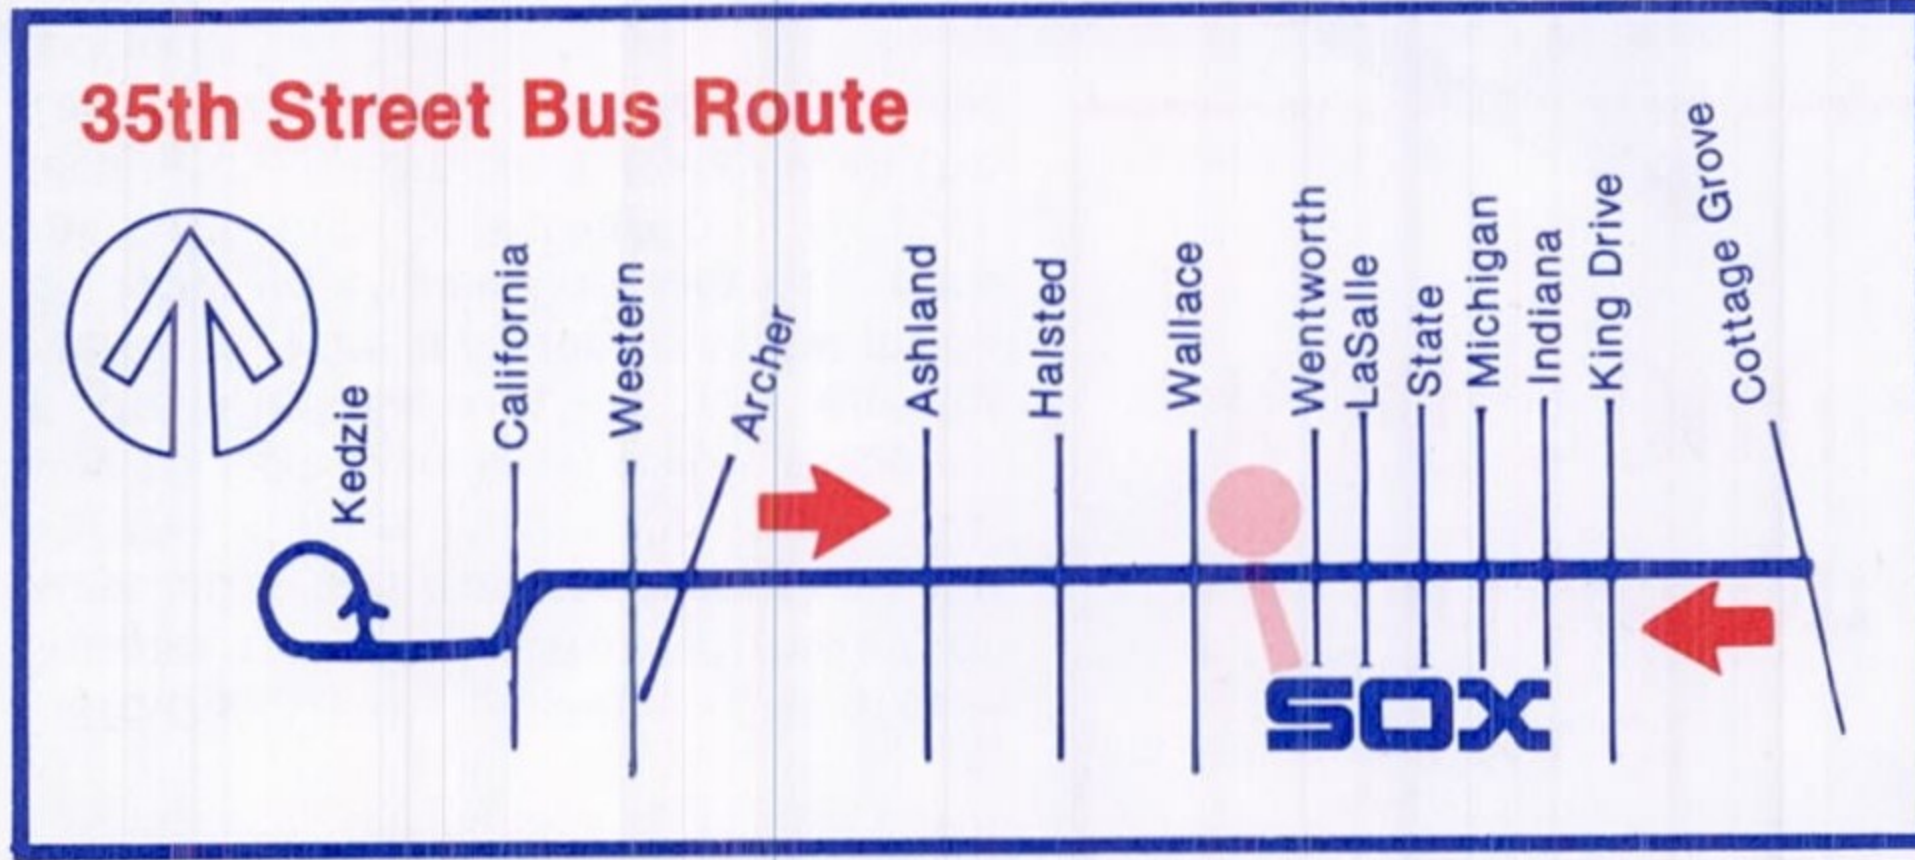 35th Street Bus Route
Kedzie
California
Western
Archer
Ashland
Halsted
Wallace
Wentworth
LaSalle
State
Michigan
Indiana
King Drive
Cottage Grove
SOX